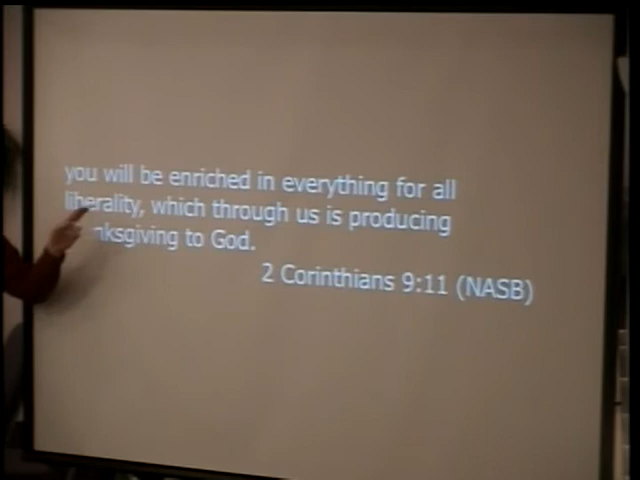 you will be enriched in everything for all
liberality, which through us is producing
nksgiving to God.
2 Corinthians 9:11 (NASB)